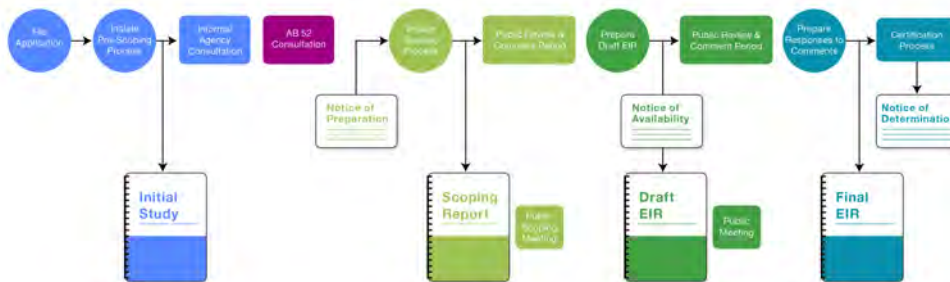 File
Application
Initiate
Pre-Scoping
Process
Informal
Agency
Consultation
AB 52
Consultation
Scoping Process
Public Review &
Comment Period
Prepare
Draft EIR
Public Review &
Comment Period
Prepare
Responses to
Comments
Certification
Process
Notice of
Preparation
Notice of
Availability
Notice of
Determination
Initial
Study
Scoping
Report
Public
Scoping
Meeting
Draft
EIR
Public
Meeting
Final
EIR